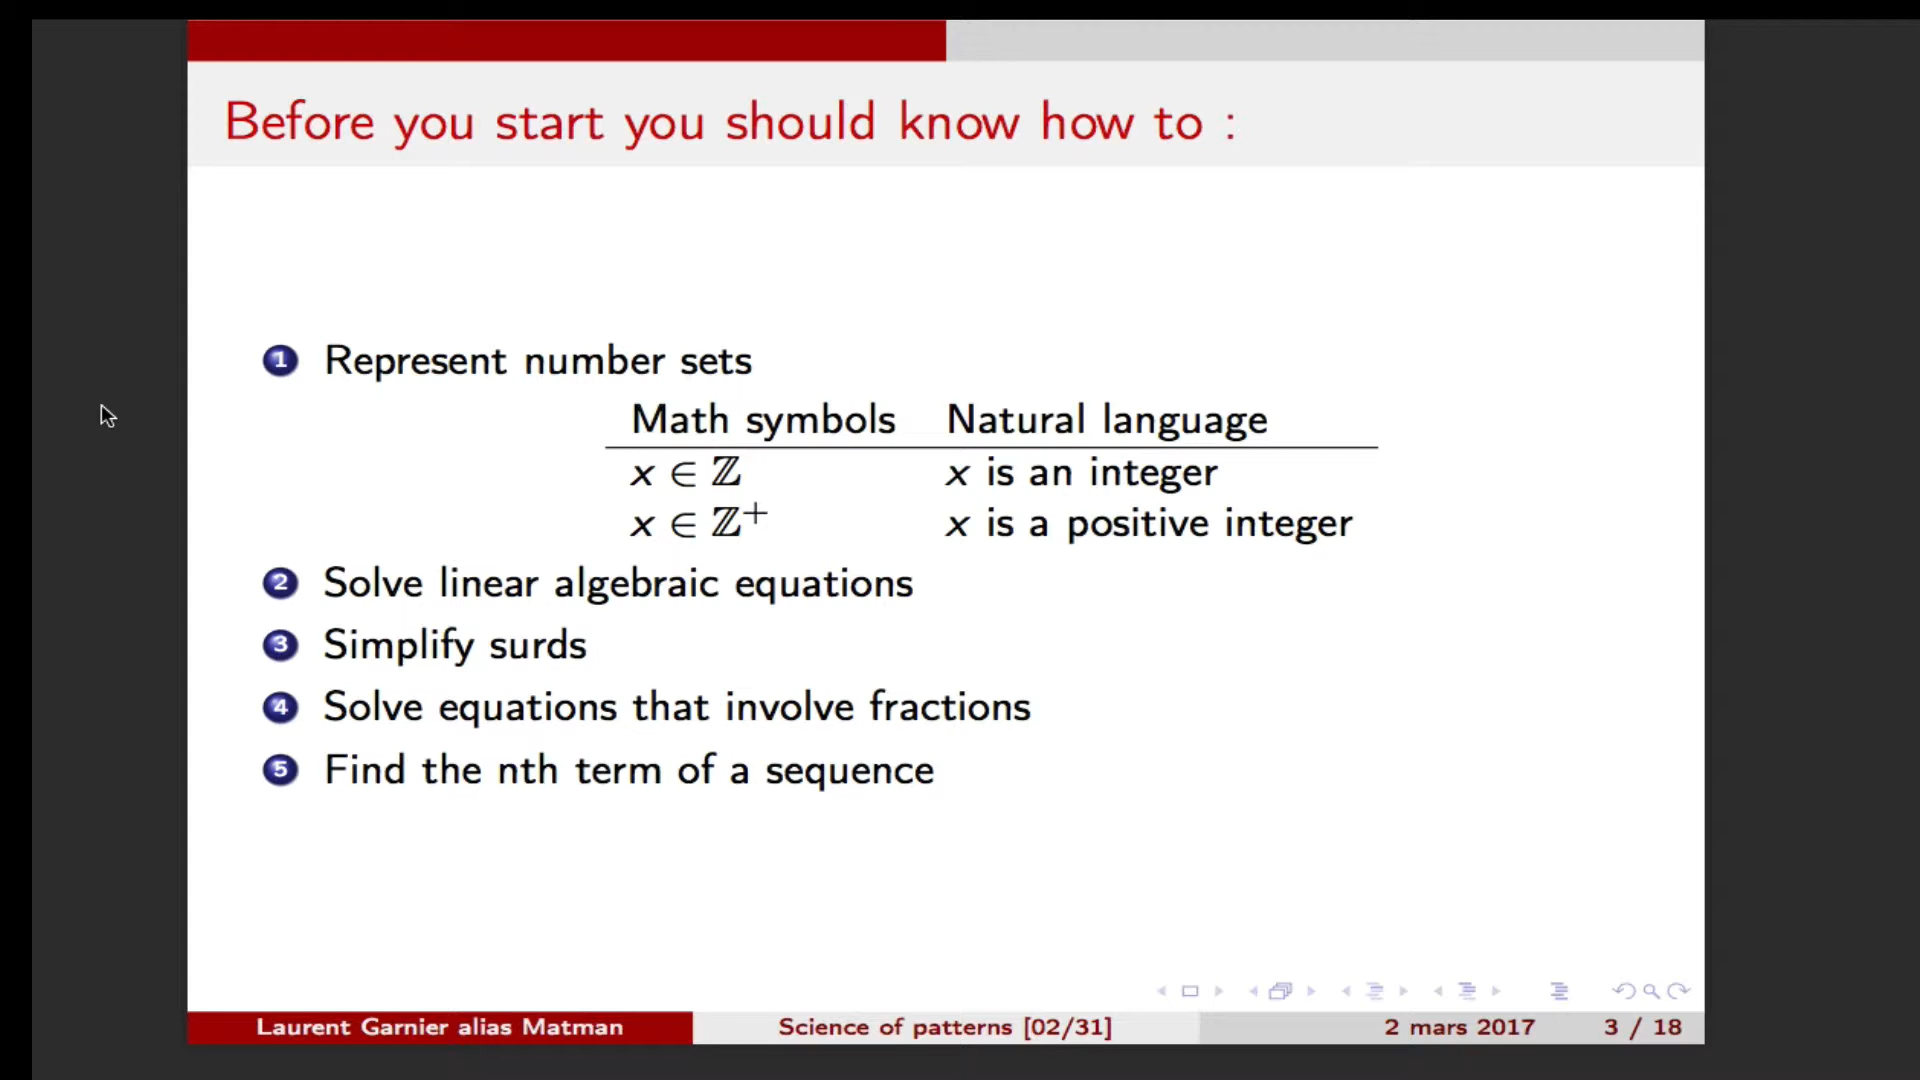 Before you start you should know how to :
1 Represent number sets
Math symbols Natural language
x ∈ ℤ x is an integer
x ∈ ℤ⁺ x is a positive integer
2 Solve linear algebraic equations
3 Simplify surds
4 Solve equations that involve fractions
5 Find the nth term of a sequence
Laurent Garnier alias Matman Science of patterns [02/31] 2 mars 2017 3 / 18